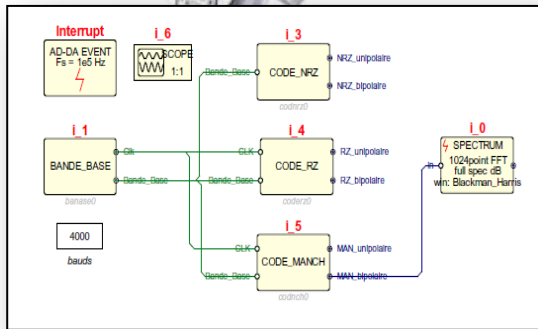 Interrupt
AD-DA EVENT
Fs = 1e5 Hz
i_6
SCOPE
1:1
i_3
Bande_Base
CODE_NRZ
NRZ_unipolaire
NRZ_bipolaire
codnrz0
i_1
BANDE_BASE
Clk
Bande_Base
banase0
i_4
CLK
Bande_Base
CODE_RZ
RZ_unipolaire
RZ_bipolaire
coderz0
i_0
SPECTRUM
1024point FFT
full spec dB
win: Blackman_Harris
in
4000
bauds
i_5
CLK
Bande_Base
CODE_MANCH
MAN_unipolaire
MAN_bipolaire
codnch0